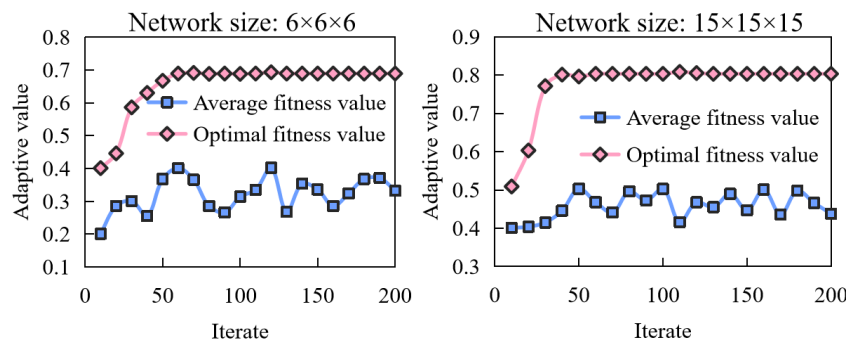 Network size: 6×6×6
0.8
0.7
0.6
0.5
0.4
0.3
0.2
0.1
Adaptive value
Average fitness value
Optimal fitness value
0
50
100
150
200
Iterate
Network size: 15×15×15
0.9
0.8
0.7
0.6
0.5
0.4
0.3
Adaptive value
Average fitness value
Optimal fitness value
0
50
100
150
200
Iterate